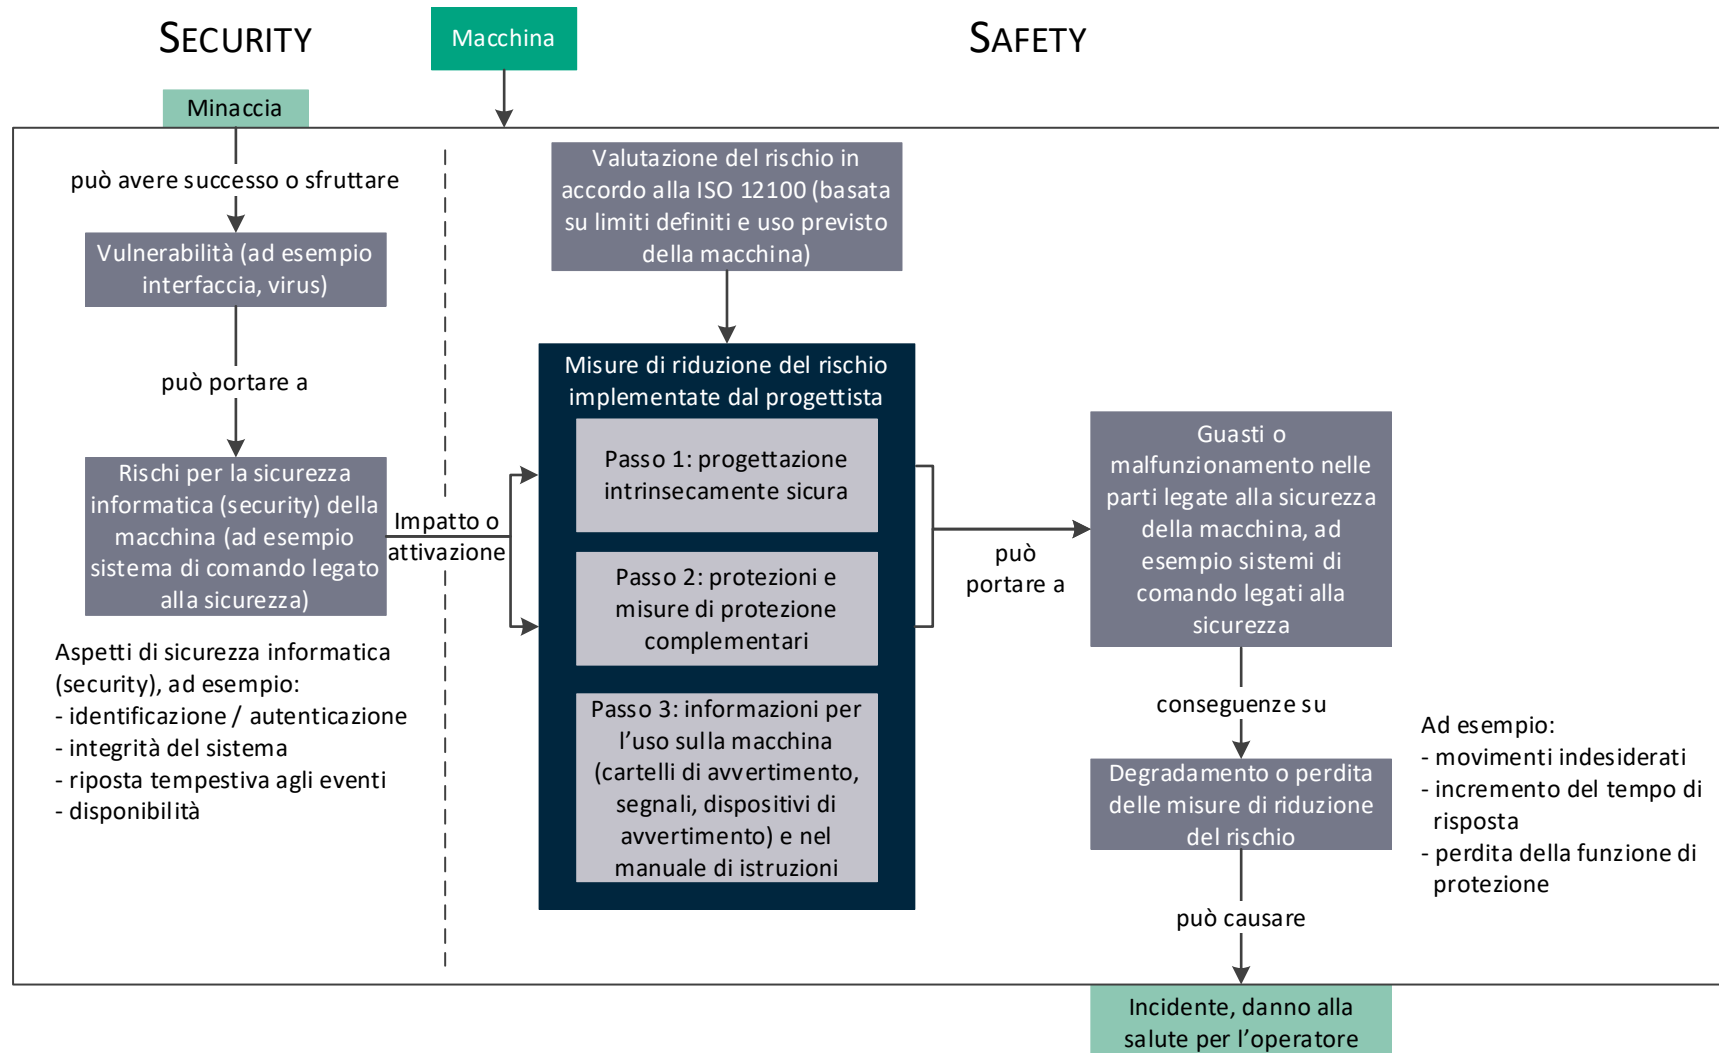 SECURITY
Macchina
SAFETY
Minaccia
può avere successo o sfruttare
Vulnerabilità (ad esempio
interfaccia, virus)
può portare a
Rischi per la sicurezza
informatica (security) della
macchina (ad esempio
sistema di comando legato
alla sicurezza)
Aspetti di sicurezza informatica
(security), ad esempio:
- identificazione / autenticazione
- integrità del sistema
- riposta tempestiva agli eventi
- disponibilità
Impatto o
attivazione
Valutazione del rischio in
accordo alla ISO 12100 (basata
su limiti definiti e uso previsto
della macchina)
Misure di riduzione del rischio
implementate dal progettista
Passo 1: progettazione
intrinsecamente sicura
Passo 2: protezioni e
misure di protezione
complementari
Passo 3: informazioni per
l’uso sulla macchina
(cartelli di avvertimento,
segnali, dispositivi di
avvertimento) e nel
manuale di istruzioni
può
portare a
Guasti o
malfunzionamento nelle
parti legate alla sicurezza
della macchina, ad
esempio sistemi di
comando legati alla
sicurezza
conseguenze su
Degradamento o perdita
delle misure di riduzione
del rischio
Ad esempio:
- movimenti indesiderati
- incremento del tempo di
risposta
- perdita della funzione di
protezione
può causare
Incidente, danno alla
salute per l’operatore